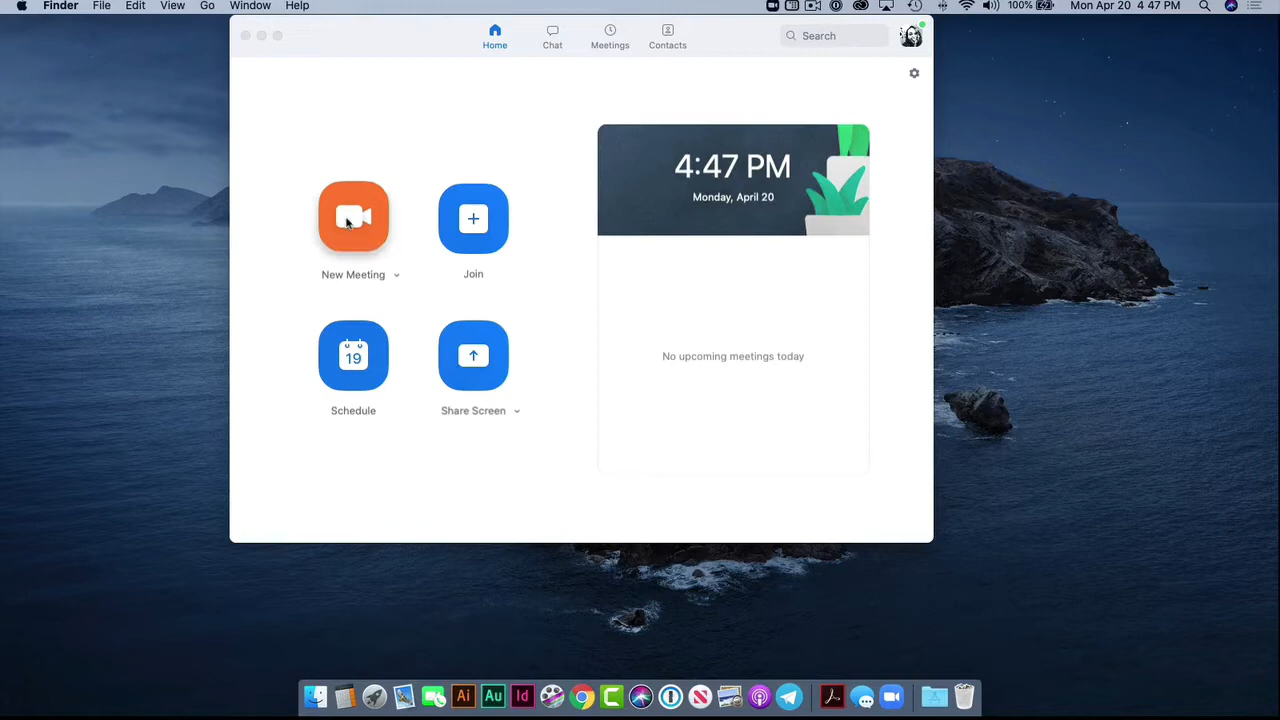 Finder File Edit View Go Window Help 100% Mon Apr 20 4:47 PM
Home Chat Meetings Contacts Search
4:47 PM
Monday, April 20
New Meeting Join
No upcoming meetings today
19
Schedule Share Screen
Ai Au Id